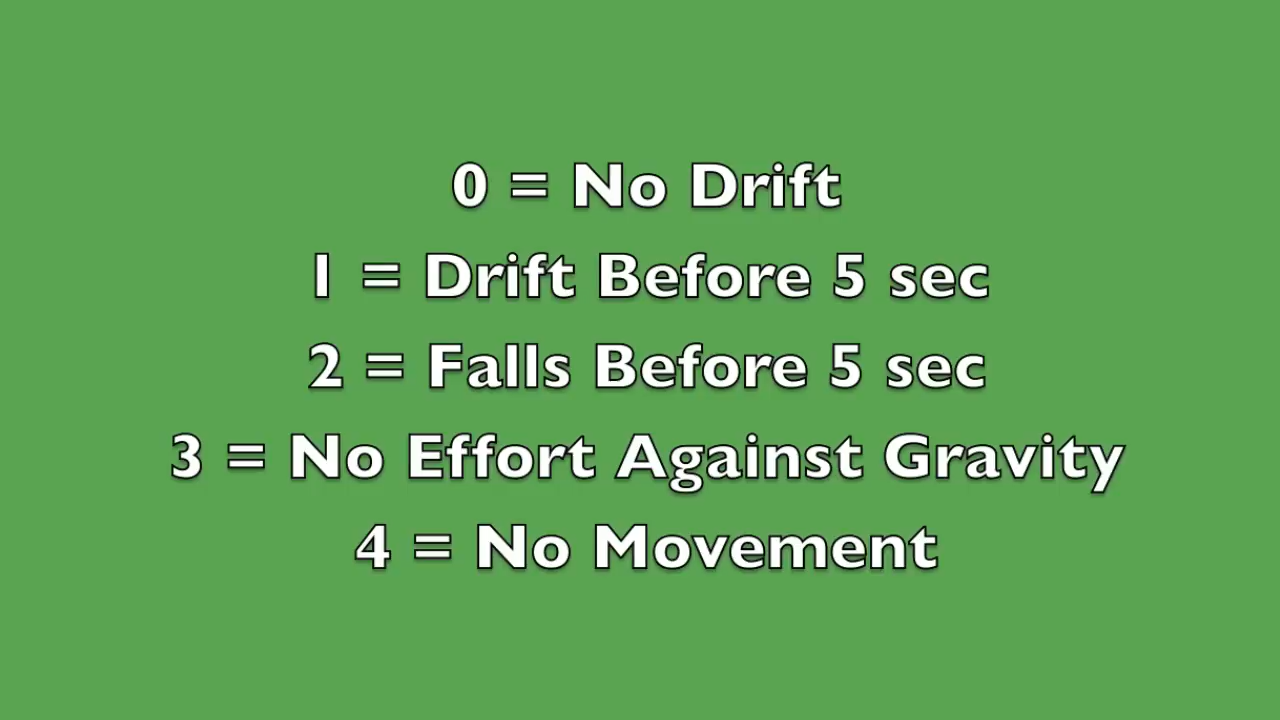 0 = No Drift
1 = Drift Before 5 sec
2 = Falls Before 5 sec
3 = No Effort Against Gravity
4 = No Movement